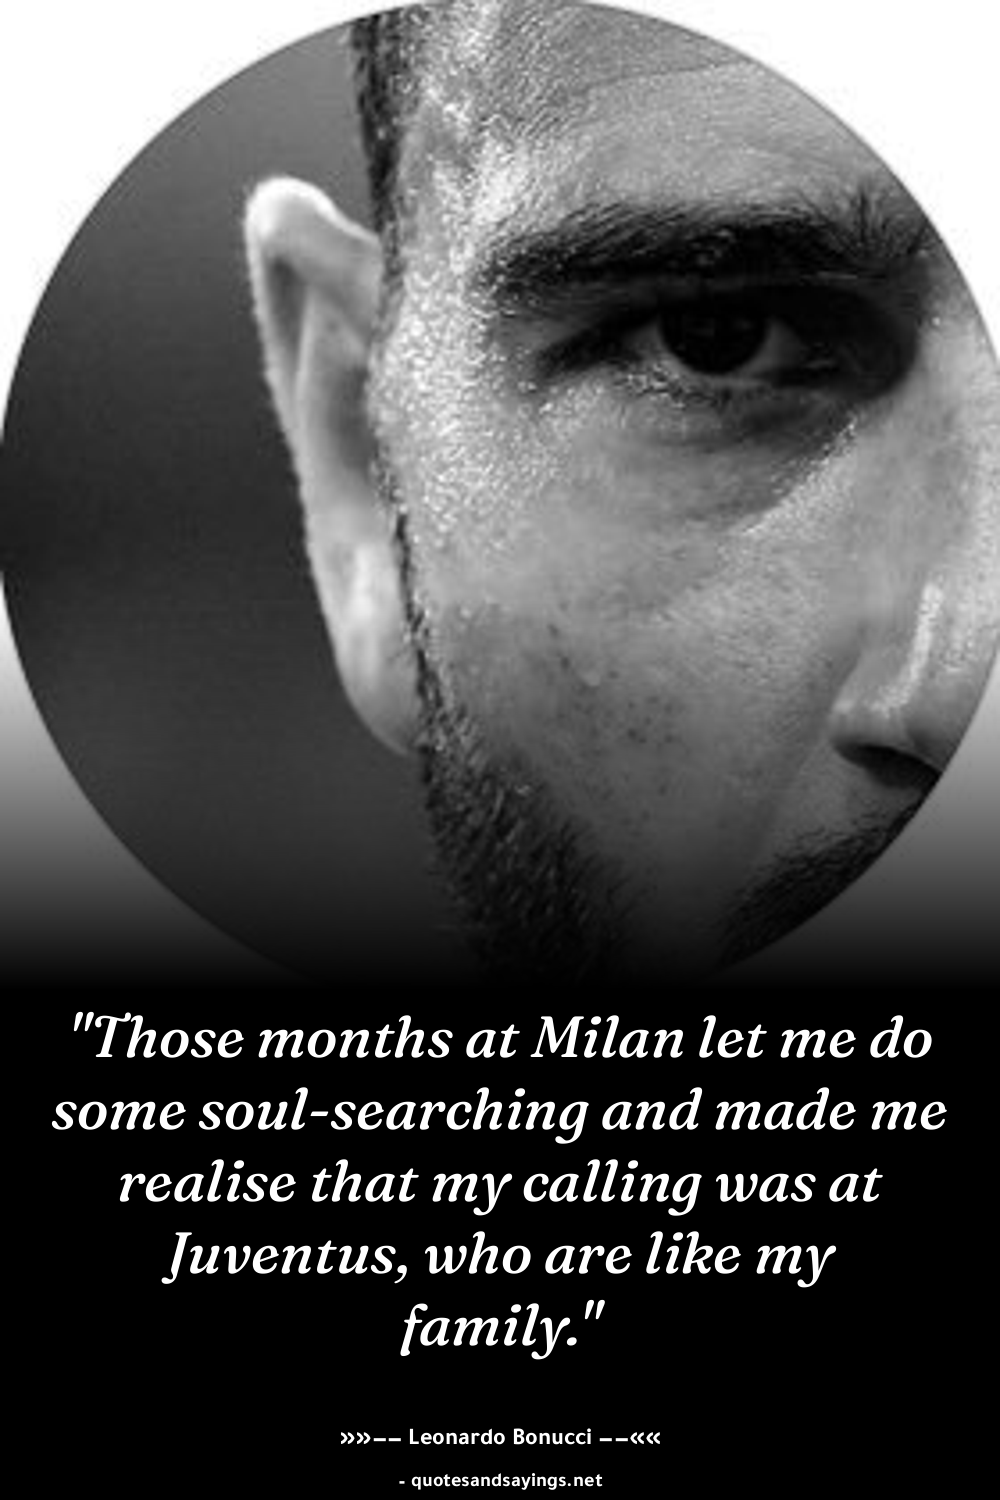 "Those months at Milan let me do
some soul-searching and made me
realise that my calling was at
Juventus, who are like my
family."
»»−− Leonardo Bonucci −−««
- quotesandsayings.net